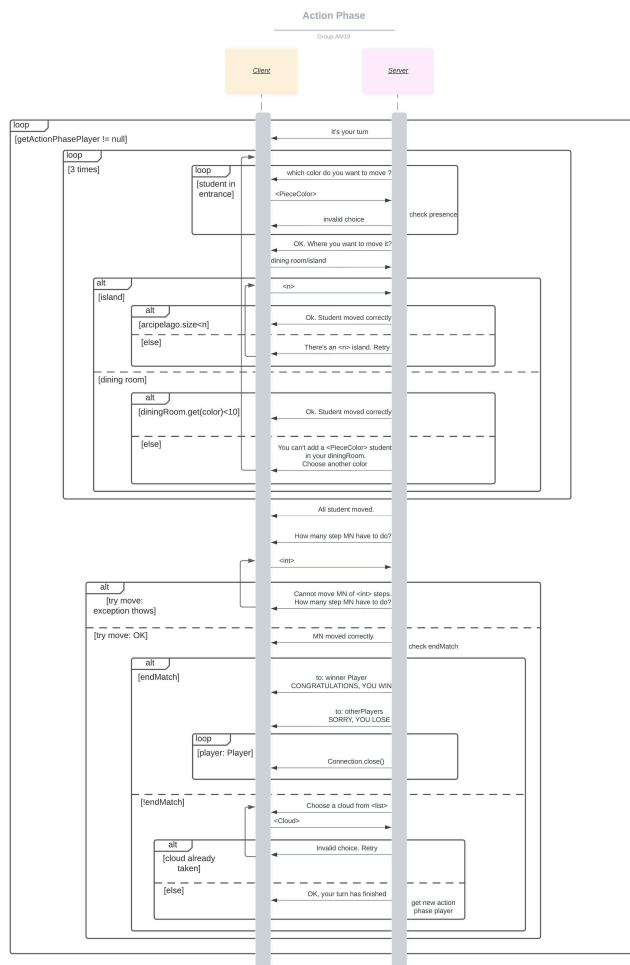 Action Phase
Group AM19
Client
Server
loop
[getActionPhasePlayer != null]
It's your turn
loop
[3 times]
loop
[student in
entrance]
which color do you want to move ?
<PieceColor>
check presence
invalid choice
OK. Where you want to move it?
dining room/island
alt
[island]
<n>
alt
[arcipelago.size<n]
Ok. Student moved correctly
[else]
There's an <n> island. Retry
[dining room]
alt
[diningRoom.get(color)<10]
Ok. Student moved correctly
[else]
You can't add a <PieceColor> student
in your diningRoom.
Choose another color
All student moved.
How many step MN have to do?
<int>
alt
[try move:
exception thows]
Cannot move MN of <int> steps.
How many step MN have to do?
[try move: OK]
MN moved correctly.
check endMatch
alt
[endMatch]
to: winner Player
CONGRATULATIONS, YOU WIN
to: otherPlayers
SORRY, YOU LOSE
loop
[player: Player]
Connection.close()
[!endMatch]
Choose a cloud from <list>
<Cloud>
alt
[cloud already
taken]
Invalid choice. Retry
[else]
OK, your turn has finished
get new action
phase player